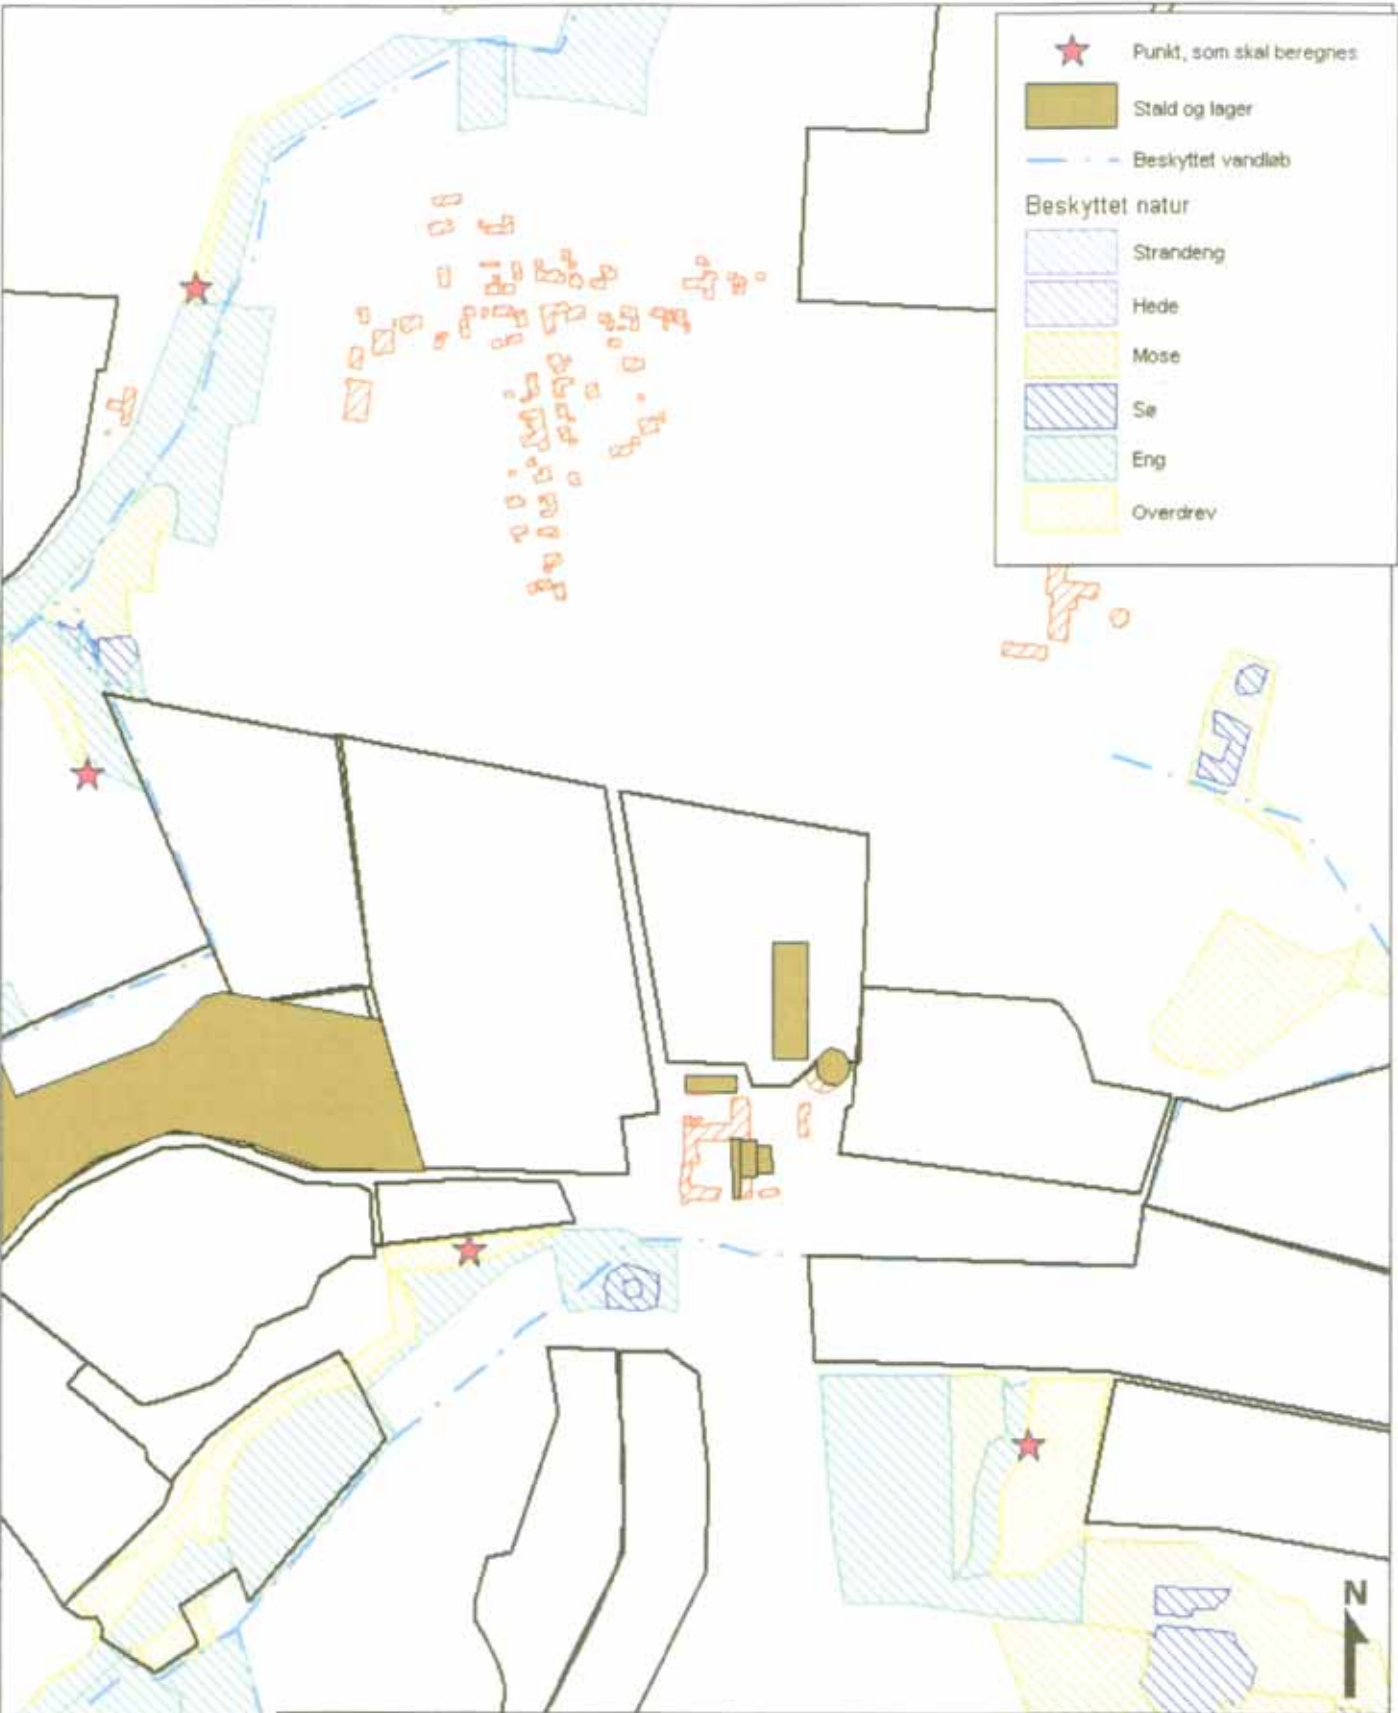 Punkt, som skal beregnes
Stald og lager
Beskyttet vandløb
Beskyttet natur
Strandeng
Hede
Mose
Sø
Eng
Overdrev
N